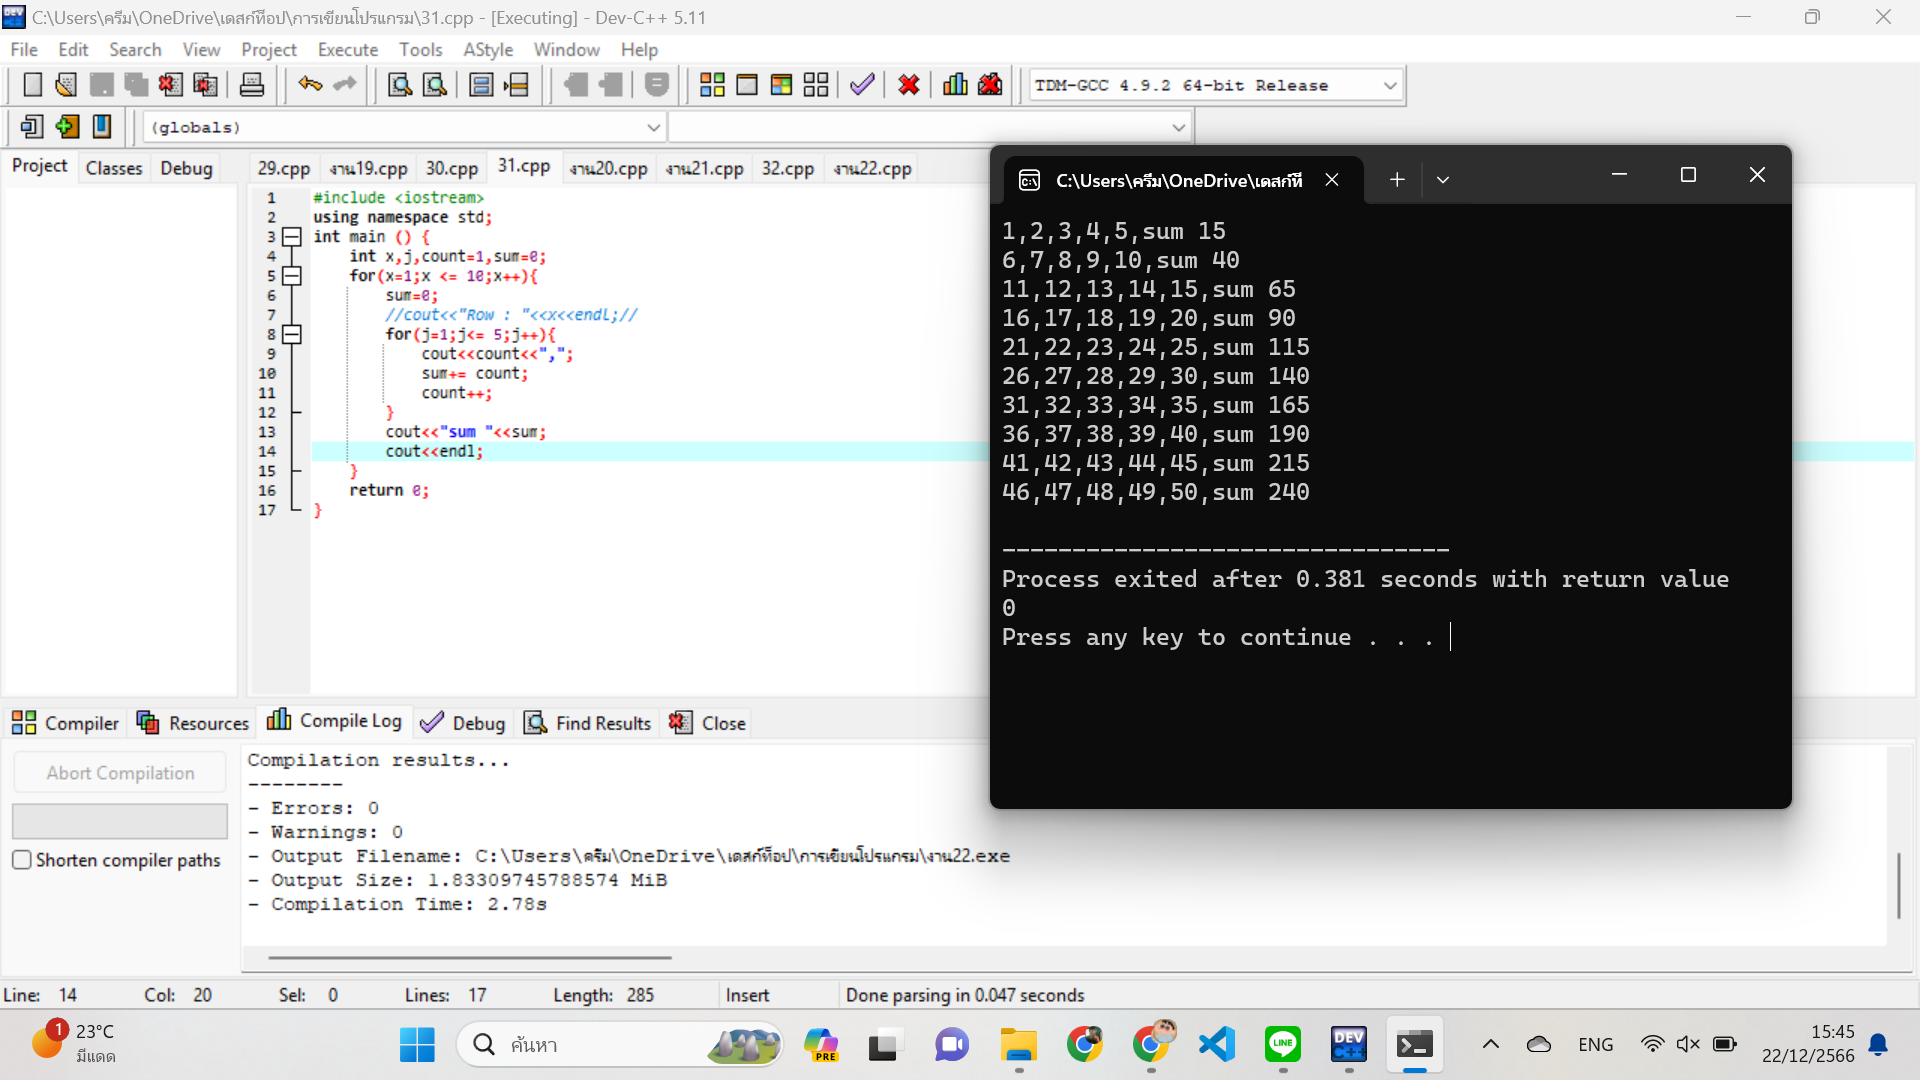 C:\Users\ครีม\OneDrive\เดสก์ท็อป\การเขียนโปรแกรม\31.cpp - [Executing] - Dev-C++ 5.11
File Edit Search View Project Execute Tools AStyle Window Help
TDM-GCC 4.9.2 64-bit Release
(globals)
Project Classes Debug
29.cpp งาน19.cpp 30.cpp 31.cpp งาน20.cpp งาน21.cpp 32.cpp งาน22.cpp
1 #include <iostream>
2 using namespace std;
3 int main () {
4 int x,j,count=1,sum=0;
5 for(x=1;x <= 10;x++){
6 sum=0;
7 //cout<<"Row : "<<x<<endl;//
8 for(j=1;j<= 5;j++){
9 cout<<count<<",";
10 sum+= count;
11 count++;
12 }
13 cout<<"sum "<<sum;
14 cout<<endl;
15 }
16 return 0;
17 }
C:\Users\ครีม\OneDrive\เดสก์ท็
1,2,3,4,5,sum 15
6,7,8,9,10,sum 40
11,12,13,14,15,sum 65
16,17,18,19,20,sum 90
21,22,23,24,25,sum 115
26,27,28,29,30,sum 140
31,32,33,34,35,sum 165
36,37,38,39,40,sum 190
41,42,43,44,45,sum 215
46,47,48,49,50,sum 240
--------------------------------
Process exited after 0.381 seconds with return value
0
Press any key to continue . . .
Compiler Resources Compile Log Debug Find Results Close
Abort Compilation
Shorten compiler paths
Compilation results...
--------
- Errors: 0
- Warnings: 0
- Output Filename: C:\Users\ครีม\OneDrive\เดสก์ท็อป\การเขียนโปรแกรม\งาน22.exe
- Output Size: 1.83309745788574 MiB
- Compilation Time: 2.78s
Line: 14 Col: 20 Sel: 0 Lines: 17 Length: 285 Insert Done parsing in 0.047 seconds
1
23°C
มีแดด
ค้นหา
PRE
LINE
DEV
C++
ENG
15:45
22/12/2566